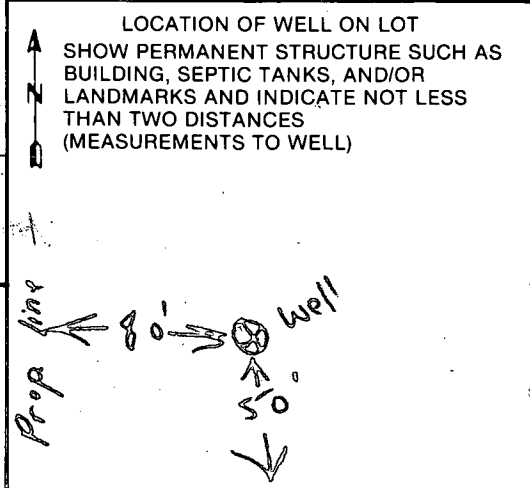 LOCATION OF WELL ON LOT
SHOW PERMANENT STRUCTURE SUCH AS
BUILDING, SEPTIC TANKS, AND/OR
N LANDMARKS AND INDICATE NOT LESS
THAN TWO DISTANCES
(MEASUREMENTS TO WELL)
Prop line
80'
Well
50'